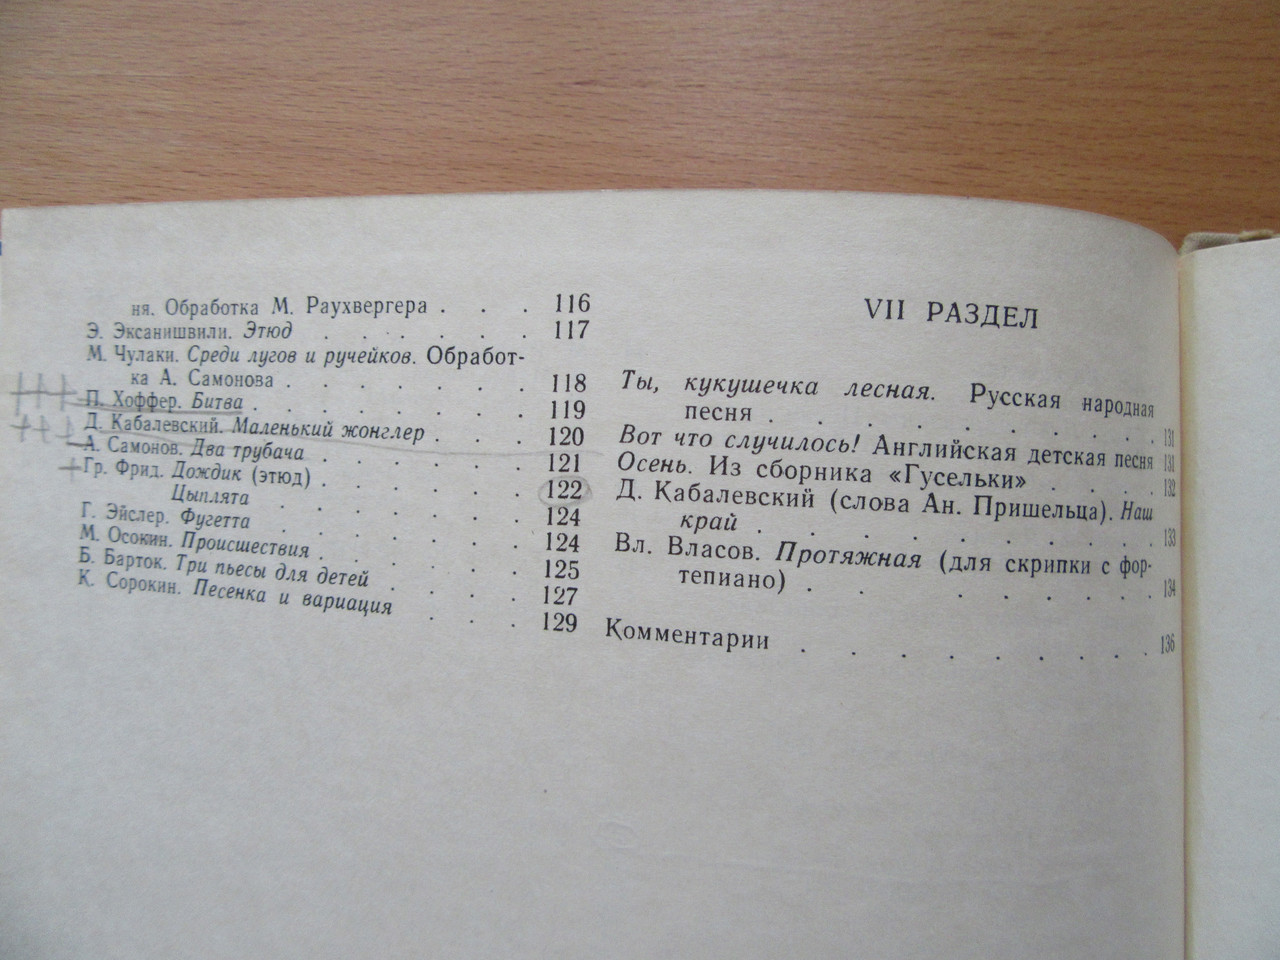 ня. Обработка М. Раухвергера . . . 116
Э. Эксанишвили. Этюд . . . . . . 117
М. Чулаки. Среди лугов и ручейков. Обработ-
ка А. Самонова . . . . . . . 118
П. Хоффер. Битва . . . . . . . . 119
Д. Кабалевский. Маленький жонглер . . . 120
А. Самонов. Два трубача . . . . . . 121
Гр. Фрид. Дождик (этюд) . . . . . . 122
Цыплята . . . . . . . 124
Г. Эйслер. Фугетта . . . . . . . 124
М. Осокин. Происшествия . . . . . . 125
Б. Барток. Три пьесы для детей . . . . 127
К. Сорокин. Песенка и вариация . . . 129
VII РАЗДЕЛ
Ты, кукушечка лесная. Русская народная
песня . . . . . . . . . . 131
Вот что случилось! Английская детская песня 131
Осень. Из сборника «Гусельки» . . . . 132
Д. Кабалевский (слова Ан. Пришельца). Наш
край . . . . . . . . . . 133
Вл. Власов. Протяжная (для скрипки с фор-
тепиано) . . . . . . . . 134
Комментарии . . . . . . . . 136